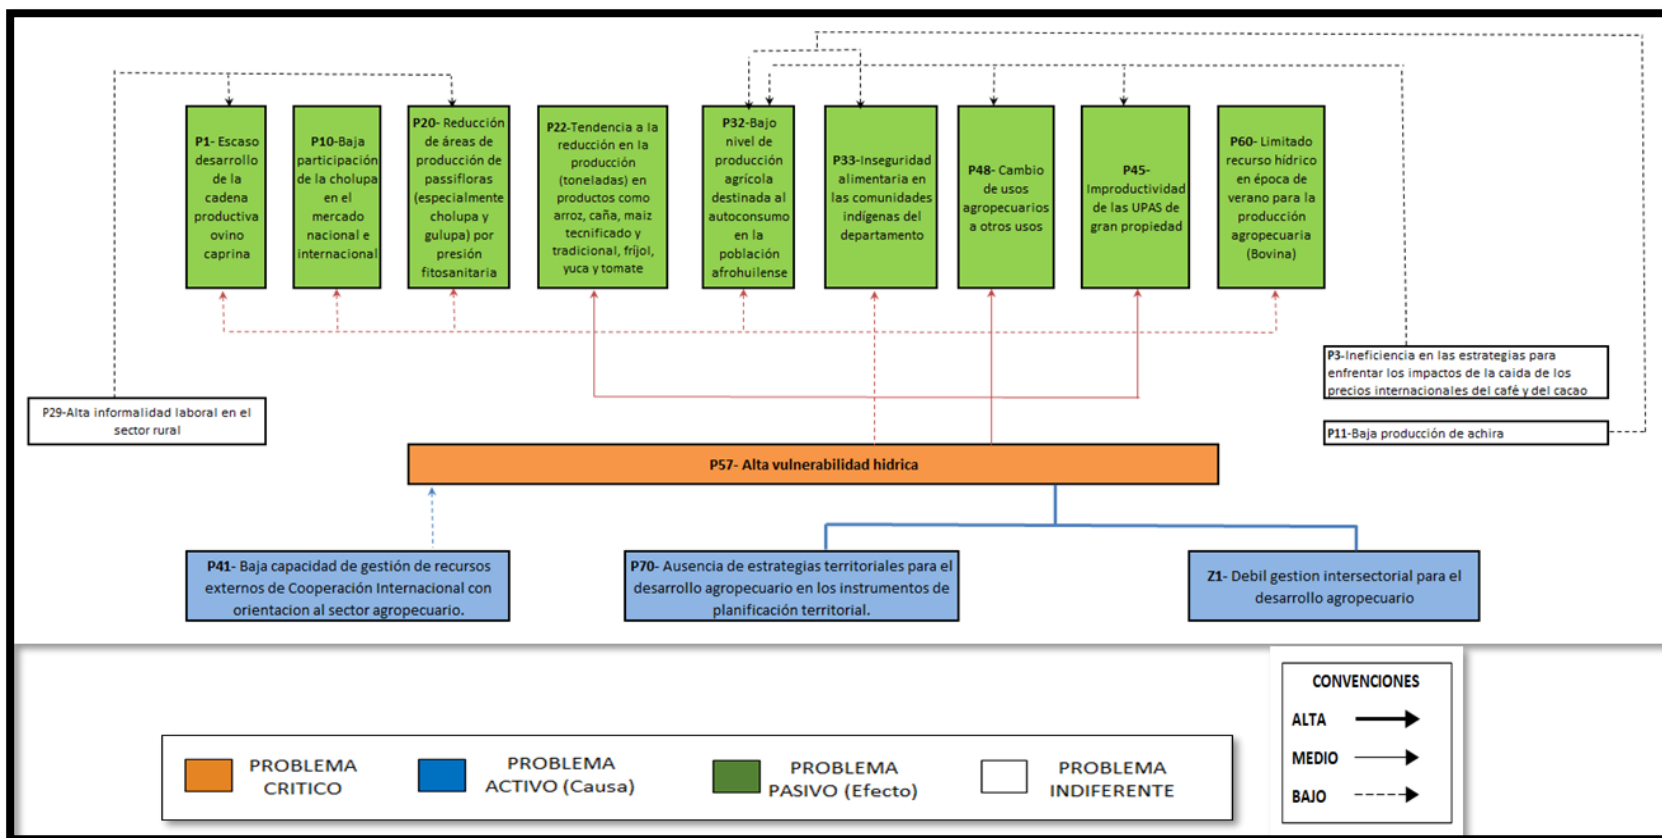 P1- Escaso
desarrollo
de la
cadena
productiva
ovino
caprina
P10-Baja
participación
de la cholupa
en el
mercado
nacional e
internacional
P20- Reducción
de áreas de
producción de
passifloras
(especialmente
cholupa y
gulupa) por
presión
fitosanitaria
P22-Tendencia a la
reducción en la
producción
(toneladas) en
productos como
arroz, caña, maiz
tecnificado y
tradicional, fríjol,
yuca y tomate
P32-Bajo
nivel de
producción
agrícola
destinada al
autoconsumo
en la
población
afrohuilense
P33-Inseguridad
alimentaria en
las comunidades
indígenas del
departamento
P48- Cambio
de usos
agropecuarios
a otros usos
P45-
Improductividad
de las UPAS de
gran propiedad
P60- Limitado
recurso hídrico
en época de
verano para la
producción
agropecuaria
(Bovina)
P29-Alta informalidad laboral en el
sector rural
P3-Ineficiencia en las estrategias para
enfrentar los impactos de la caida de los
precios internacionales del café y del cacao
P11-Baja producción de achira
P57- Alta vulnerabilidad hidrica
P41- Baja capacidad de gestión de recursos
externos de Cooperación Internacional con
orientacion al sector agropecuario.
P70- Ausencia de estrategias territoriales para el
desarrollo agropecuario en los instrumentos de
planificación territorial.
Z1- Debil gestion intersectorial para el
desarrollo agropecuario
PROBLEMA
CRITICO
PROBLEMA
ACTIVO (Causa)
PROBLEMA
PASIVO (Efecto)
PROBLEMA
INDIFERENTE
CONVENCIONES
ALTA
MEDIO
BAJO